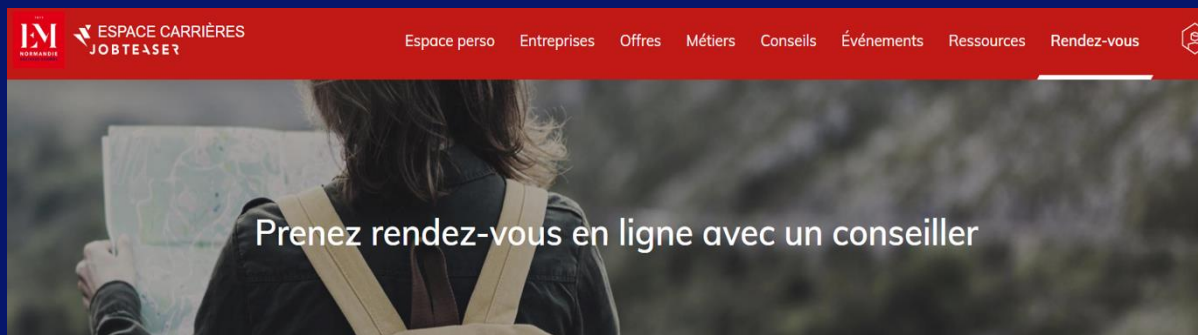 EM
NORMANDIE
ESPACE CARRIÈRES
JOBTEASER
Espace perso Entreprises Offres Métiers Conseils Événements Ressources Rendez-vous
Prenez rendez-vous en ligne avec un conseiller